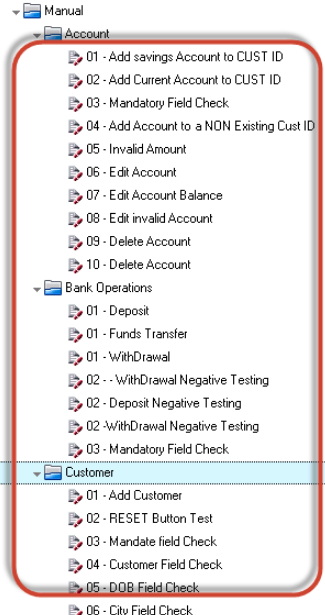 Manual
Account
01 - Add savings Account to CUST ID
02 - Add Current Account to CUST ID
03 - Mandatory Field Check
04 - Add Account to a NON Existing Cust ID
05 - Invalid Amount
06 - Edit Account
07 - Edit Account Balance
08 - Edit invalid Account
09 - Delete Account
10 - Delete Account
Bank Operations
01 - Deposit
01 - Funds Transfer
01 - WithDrawal
02 - - WithDrawal Negative Testing
02 - Deposit Negative Testing
02 -WithDrawal Negative Testing
03 - Mandatory Field Check
Customer
01 - Add Customer
02 - RESET Button Test
03 - Mandate field Check
04 - Customer Field Check
05 - DOB Field Check
06 - City Field Check